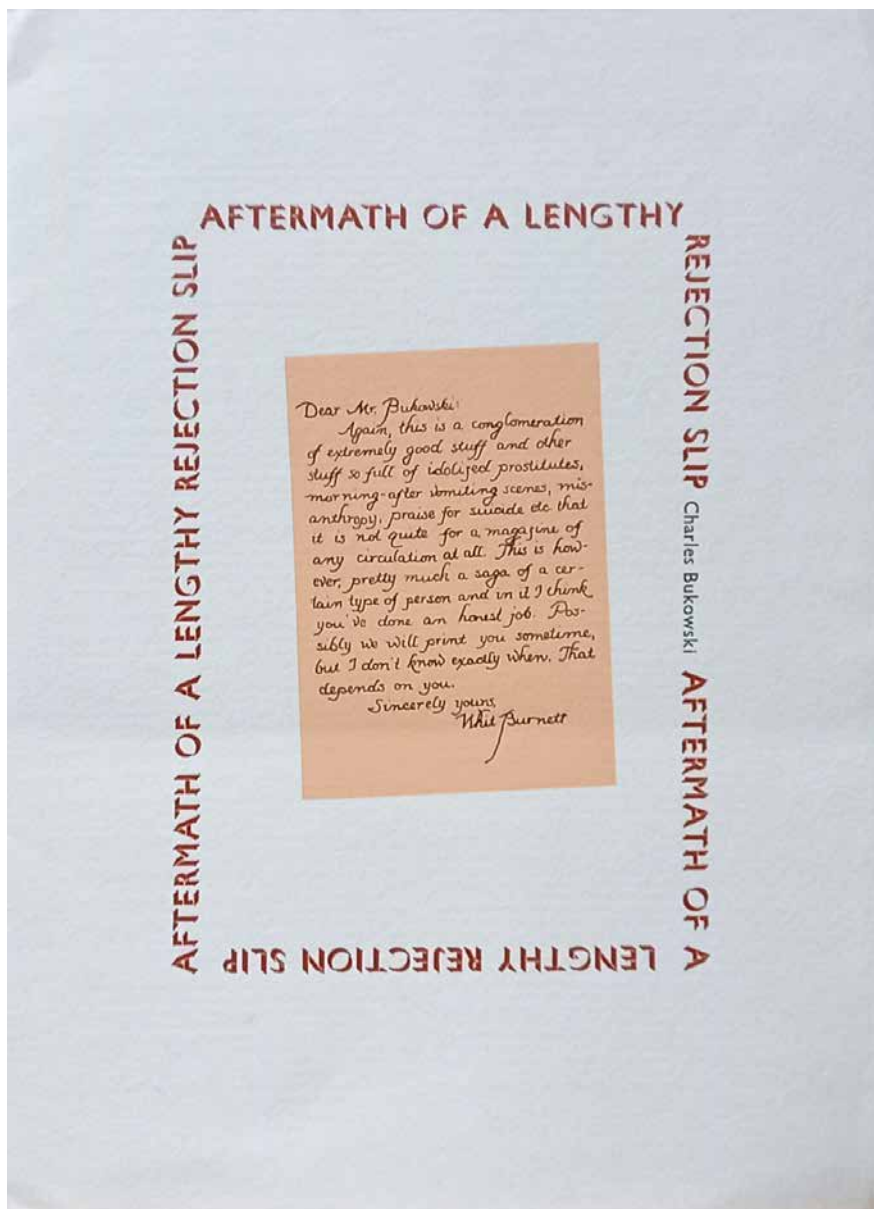 AFTERMATH OF A LENGTHY
REJECTION SLIP Charles Bukowski AFTERMATH OF A
LENGTHY REJECTION SLIP
AFTERMATH OF A LENGTHY REJECTION SLIP
Dear Mr. Bukowski:
Again, this is a conglomeration
of extremely good stuff and other
stuff so full of idolized prostitutes,
morning-after vomiting scenes, mis-
anthropy, praise for suicide etc. that
it is not quite for a magazine of
any circulation at all. This is how-
ever, pretty much a saga of a cer-
tain type of person and in it I think
you've done an honest job. Pos-
sibly we will print you sometime,
but I don't know exactly when. That
depends on you.
Sincerely yours,
Whit Burnett